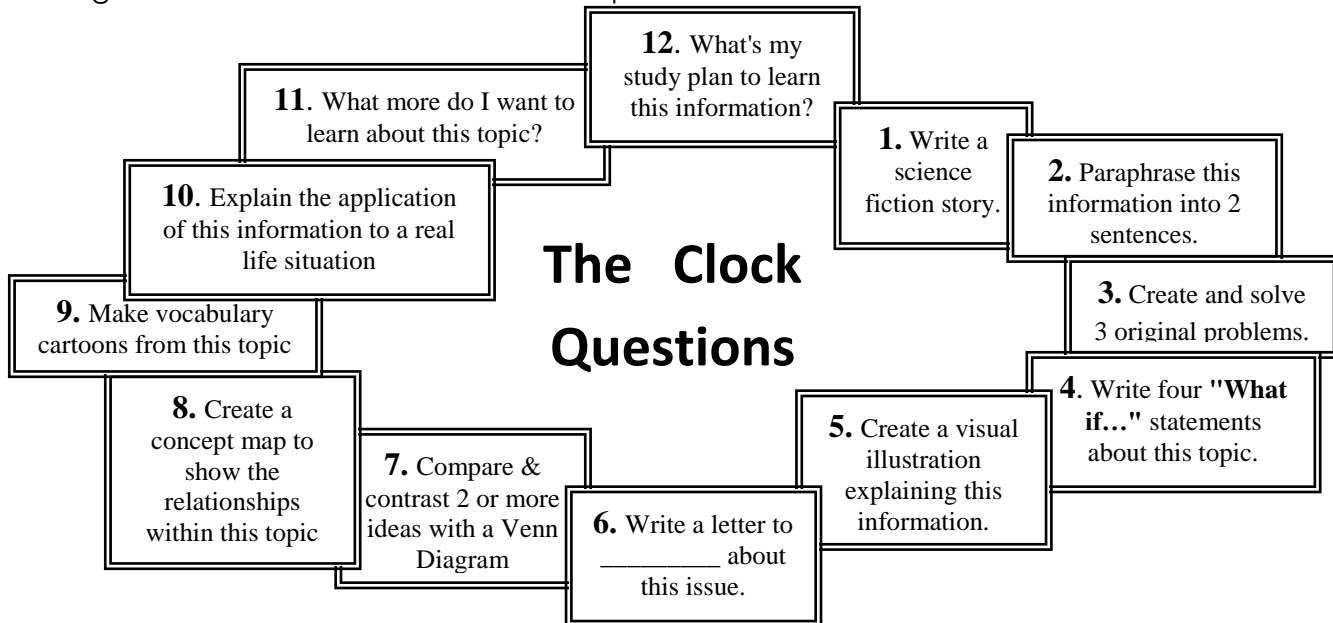 12. What's my
study plan to learn
this information?
11. What more do I want to
learn about this topic?
1. Write a
science
fiction story.
2. Paraphrase this
information into 2
sentences.
10. Explain the application
of this information to a real
life situation
The Clock
Questions
3. Create and solve
3 original problems.
9. Make vocabulary
cartoons from this topic
4. Write four "What
if…" statements
about this topic.
8. Create a
concept map to
show the
relationships
within this topic
5. Create a visual
illustration
explaining this
information.
7. Compare &
contrast 2 or more
ideas with a Venn
Diagram
6. Write a letter to
_________ about
this issue.